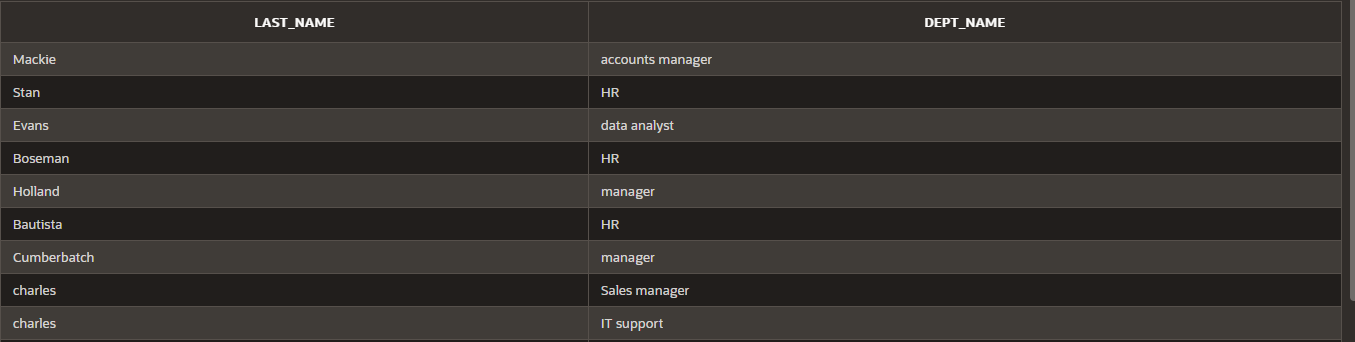 LAST_NAME DEPT_NAME
Mackie accounts manager
Stan HR
Evans data analyst
Boseman HR
Holland manager
Bautista HR
Cumberbatch manager
charles Sales manager
charles IT support